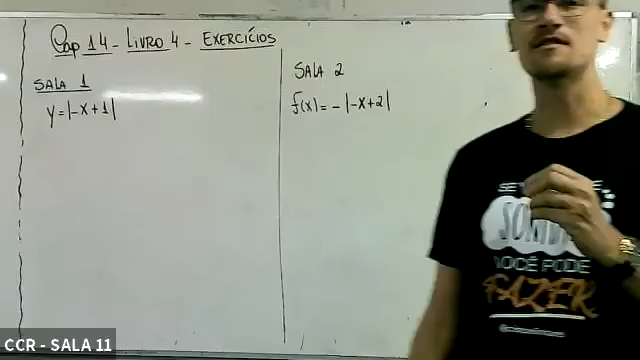 Cap 14 - Livro 4 - Exercícios
SALA 1
y=|-x+1|
SALA 2
f(x)= - |-x+2|
VOCÊ PODE
FAZER
CCR - SALA 11